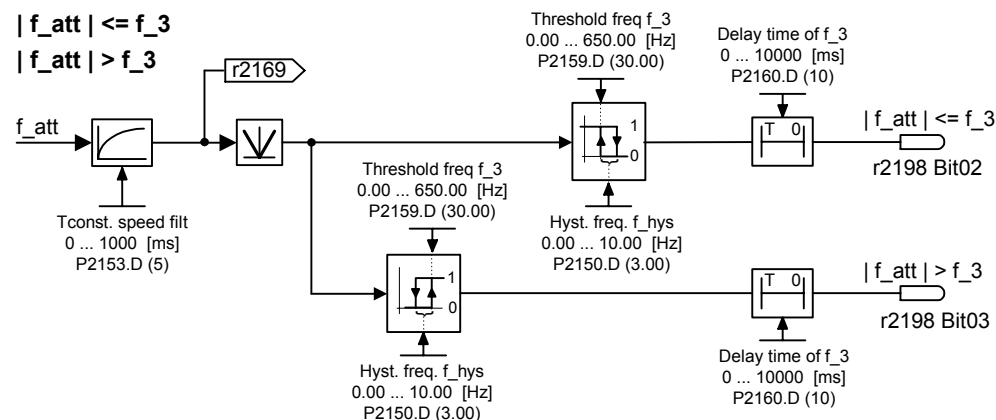 | f_att | <= f_3
| f_att | > f_3
r2169
f_att
Tconst. speed filt
0 ... 1000 [ms]
P2153.D (5)
Threshold freq f_3
0.00 ... 650.00 [Hz]
P2159.D (30.00)
1
0
Hyst. freq. f_hys
0.00 ... 10.00 [Hz]
P2150.D (3.00)
Delay time of f_3
0 ... 10000 [ms]
P2160.D (10)
T 0
| f_att | <= f_3
r2198 Bit02
Threshold freq f_3
0.00 ... 650.00 [Hz]
P2159.D (30.00)
1
0
Hyst. freq. f_hys
0.00 ... 10.00 [Hz]
P2150.D (3.00)
T 0
Delay time of f_3
0 ... 10000 [ms]
P2160.D (10)
| f_att | > f_3
r2198 Bit03